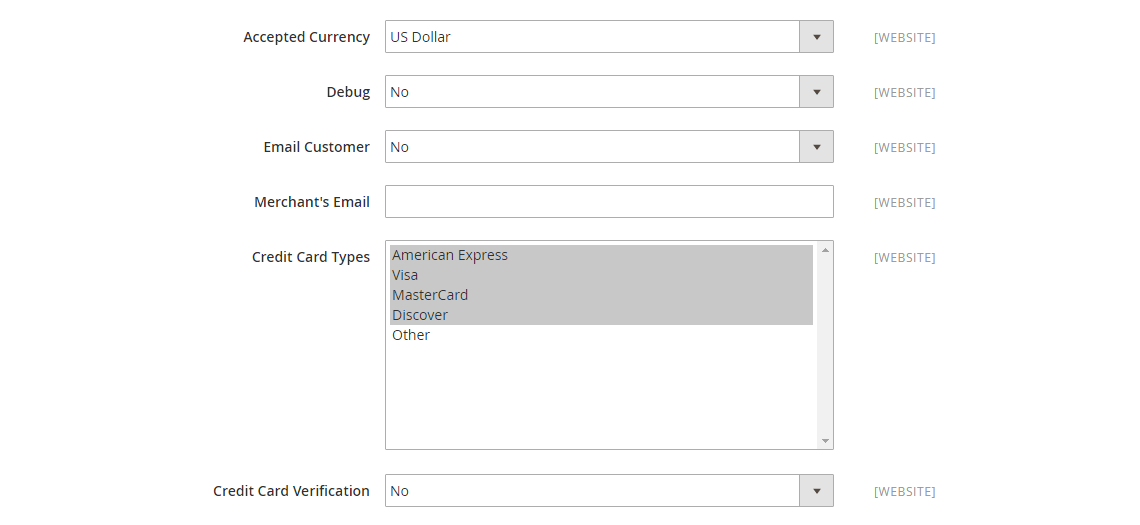 Accepted Currency US Dollar [WEBSITE]
Debug No [WEBSITE]
Email Customer No [WEBSITE]
Merchant's Email [WEBSITE]
Credit Card Types American Express [WEBSITE]
Visa
MasterCard
Discover
Other
Credit Card Verification No [WEBSITE]